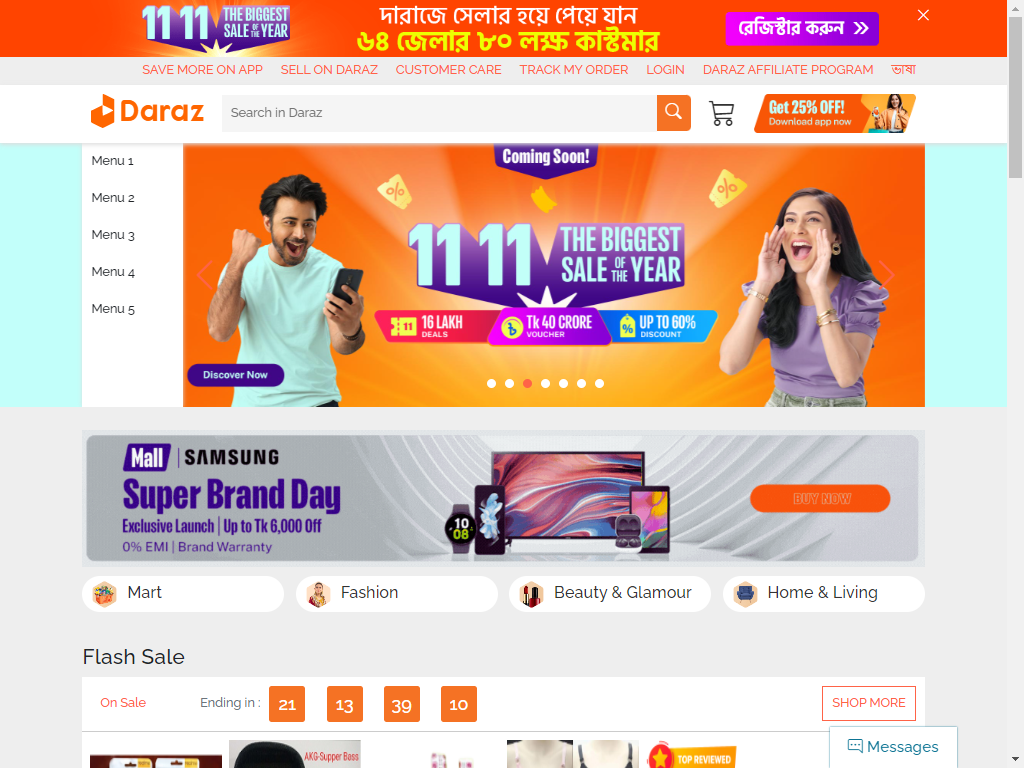 11 11 THE BIGGEST SALE OF THE YEAR
দারাজে সেলার হয়ে পেয়ে যান
৬৪ জেলার ৮০ লক্ষ কাস্টমার
রেজিস্টার করুন »
SAVE MORE ON APP SELL ON DARAZ CUSTOMER CARE TRACK MY ORDER LOGIN DARAZ AFFILIATE PROGRAM ভাষা
Daraz
Search in Daraz
Get 25% OFF!
Download app now
Menu 1
Menu 2
Menu 3
Menu 4
Menu 5
Coming Soon!
11 11 THE BIGGEST
SALE OF THE YEAR
11 16 LAKH DEALS
৳ Tk 40 CRORE VOUCHER
% UP TO 60% DISCOUNT
Discover Now
Mall | SAMSUNG
Super Brand Day
Exclusive Launch | Up to Tk 6,000 Off
0% EMI | Brand Warranty
10
08
BUY NOW
Mart Fashion Beauty & Glamour Home & Living
Flash Sale
On Sale Ending in : 21 13 39 10 SHOP MORE
AKG-Supper Bass
TOP REVIEWED
Messages